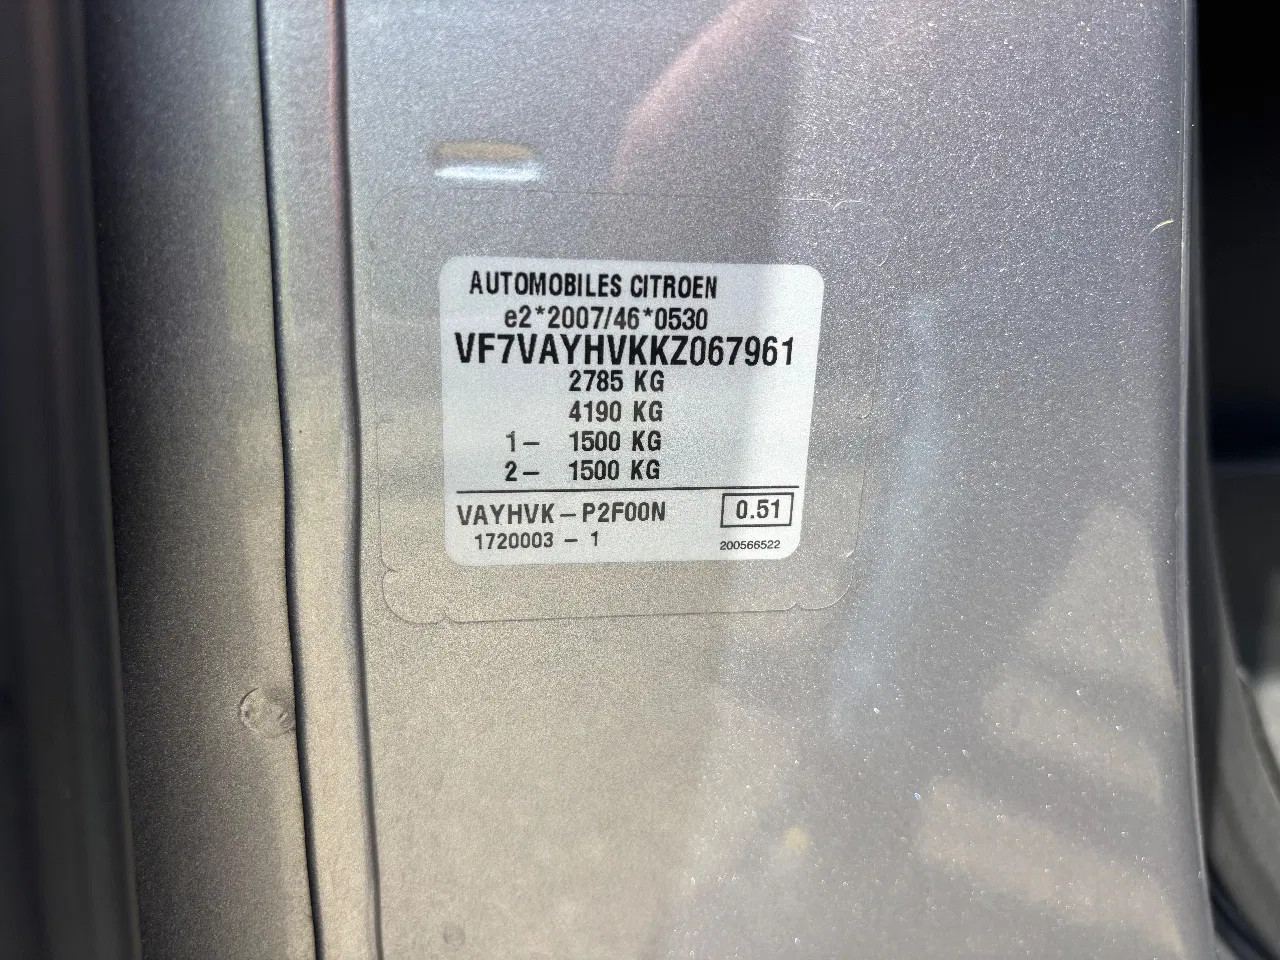 AUTOMOBILES CITROEN
e2*2007/46*0530
VF7VAYHVKKZ067961
2785 KG
4190 KG
1- 1500 KG
2- 1500 KG
VAYHVK-P2F00N 0.51
1720003 - 1 200566522